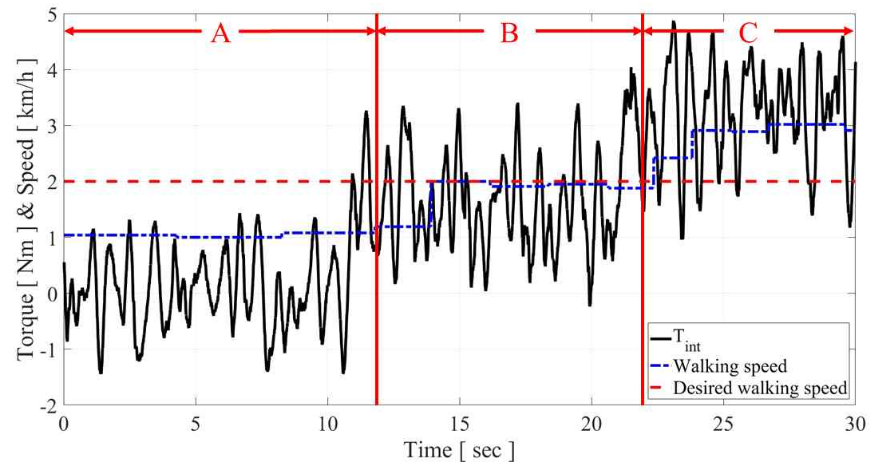 A B C
5
4
3
2
1
0
-1
-2
Torque [ Nm ] & Speed [ km/h ]
T_int
Walking speed
Desired walking speed
0 5 10 15 20 25 30
Time [ sec ]